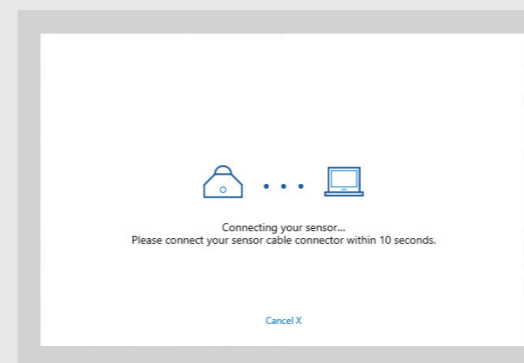 Connecting your sensor...
Please connect your sensor cable connector within 10 seconds.
Cancel X